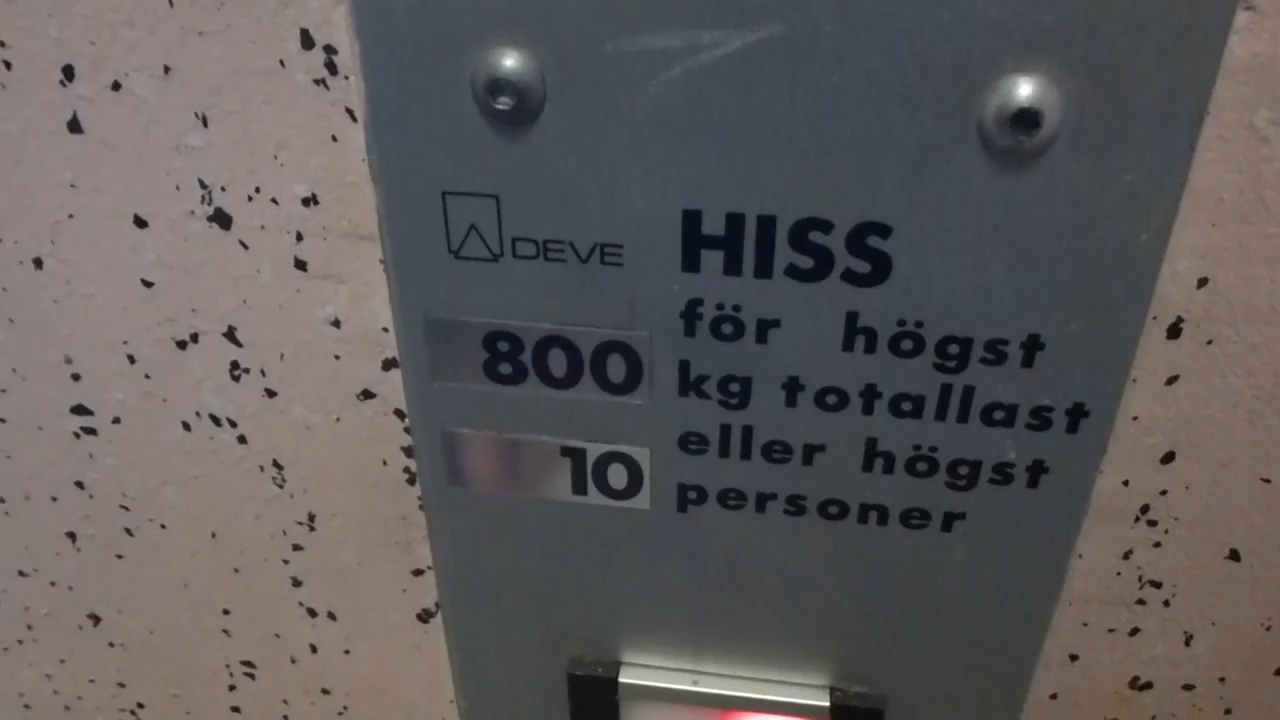 DEVE
HISS
för högst
800 kg totallast
eller högst
10 personer